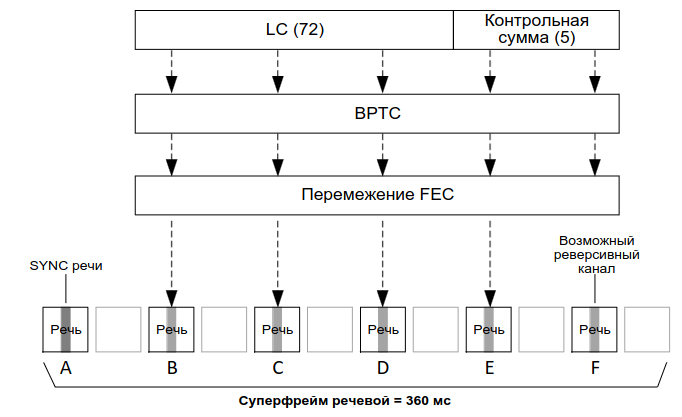 LC (72)
Контрольная
сумма (5)
BPTC
Перемежение FEC
Возможный
реверсивный
канал
SYNC речи
Речь Речь Речь Речь Речь Речь
A B C D E F
Суперфрейм речевой = 360 мс